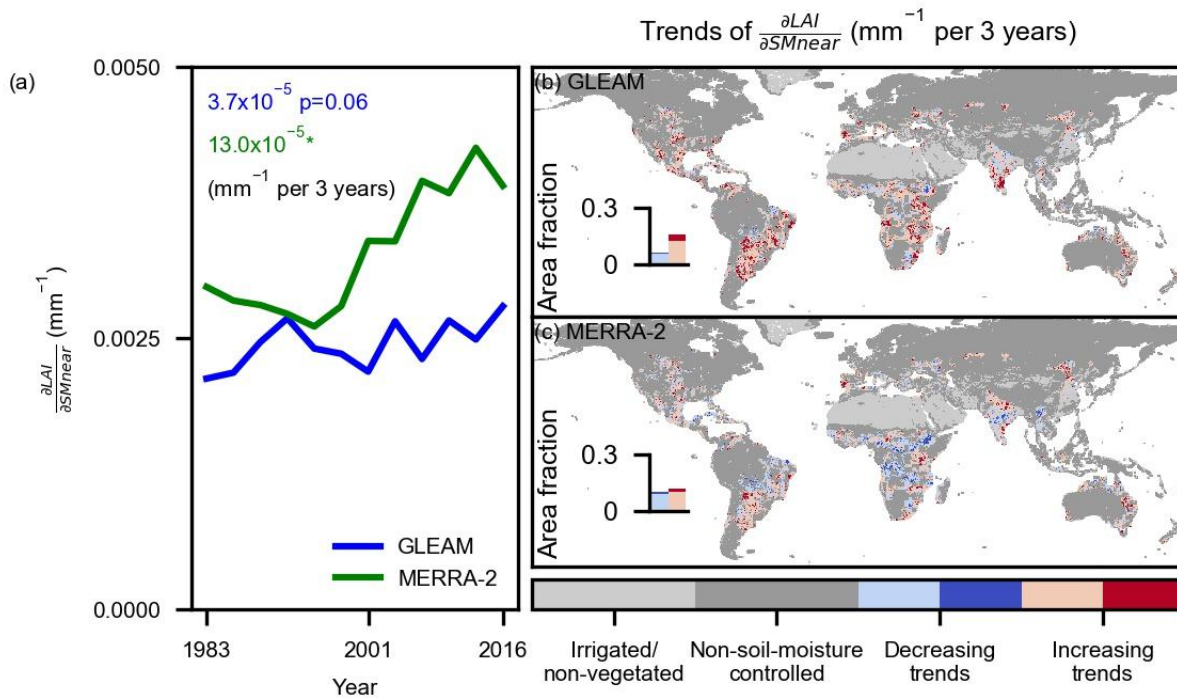 Trends of ∂LAI/∂SMnear (mm⁻¹ per 3 years)
(a)
0.0050
0.0025
0.0000
∂LAI/∂SMnear (mm⁻¹)
3.7x10⁻⁵ p=0.06
13.0x10⁻⁵*
(mm⁻¹ per 3 years)
GLEAM
MERRA-2
1983
2001
2016
Year
(b) GLEAM
Area fraction
0.3
0
(c) MERRA-2
Area fraction
0.3
0
Irrigated/
non-vegetated
Non-soil-moisture
controlled
Decreasing
trends
Increasing
trends